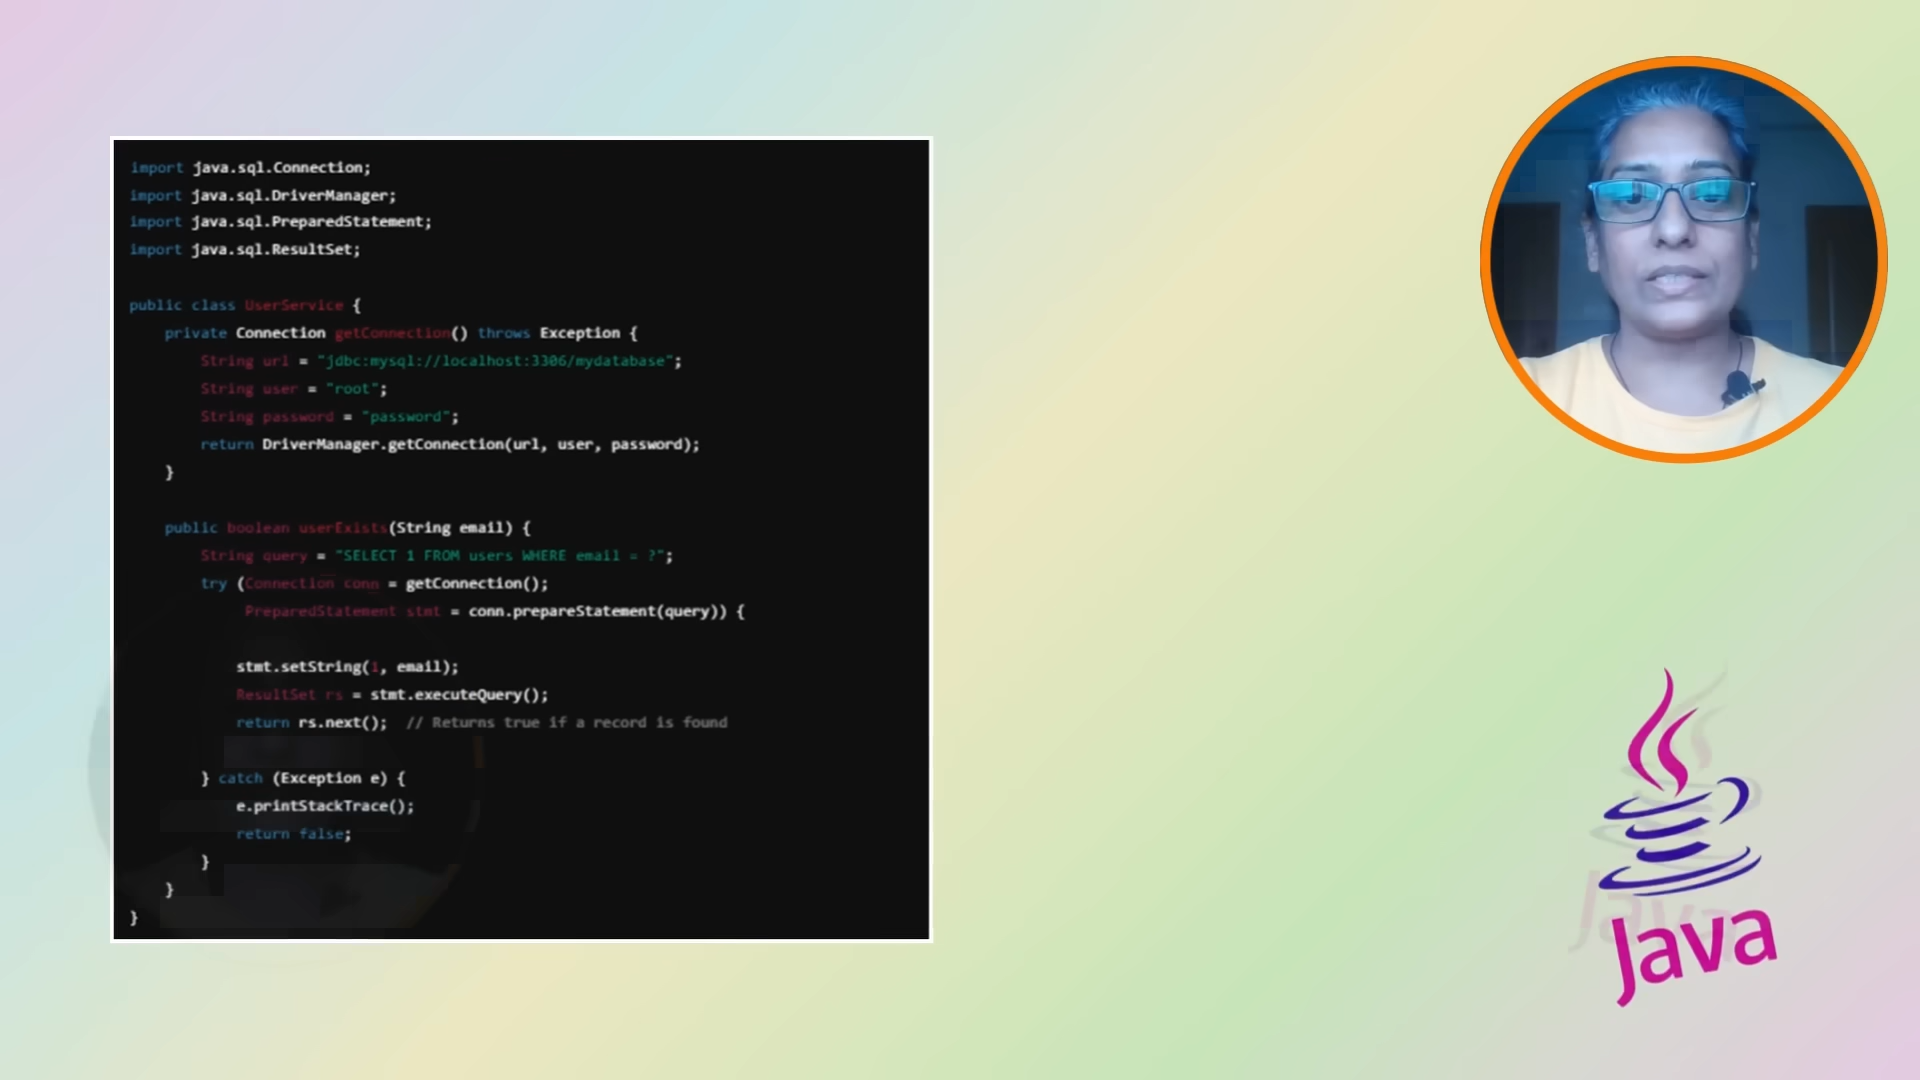 import java.sql.Connection;
import java.sql.DriverManager;
import java.sql.PreparedStatement;
import java.sql.ResultSet;
public class UserService {
private Connection getConnection() throws Exception {
String url = "jdbc:mysql://localhost:3306/mydatabase";
String user = "root";
String password = "password";
return DriverManager.getConnection(url, user, password);
}
public boolean userExists(String email) {
String query = "SELECT 1 FROM users WHERE email = ?";
try (Connection conn = getConnection();
PreparedStatement stmt = conn.prepareStatement(query)) {
stmt.setString(1, email);
ResultSet rs = stmt.executeQuery();
return rs.next();  // Returns true if a record is found
} catch (Exception e) {
e.printStackTrace();
return false;
}
}
}
Java